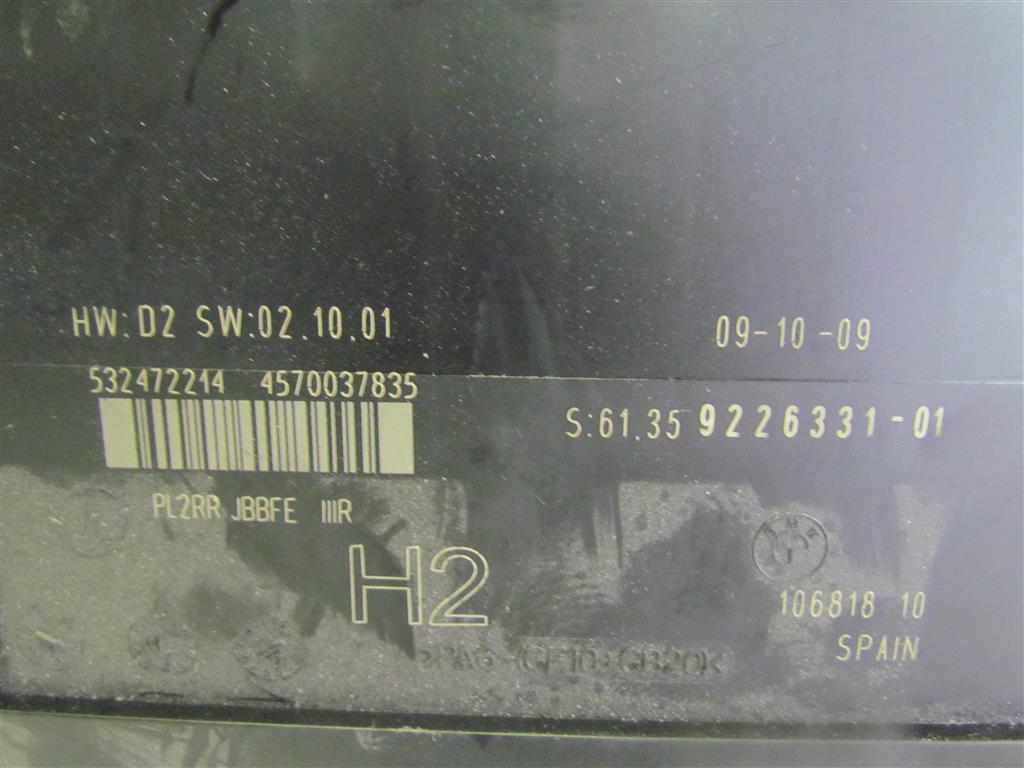 HW:D2 SW:02.10.01
09-10-09
532472214 4570037835
S:61.35 9226331-01
PL2RR JBBFE IIIR
H2
106818 10
SPAIN